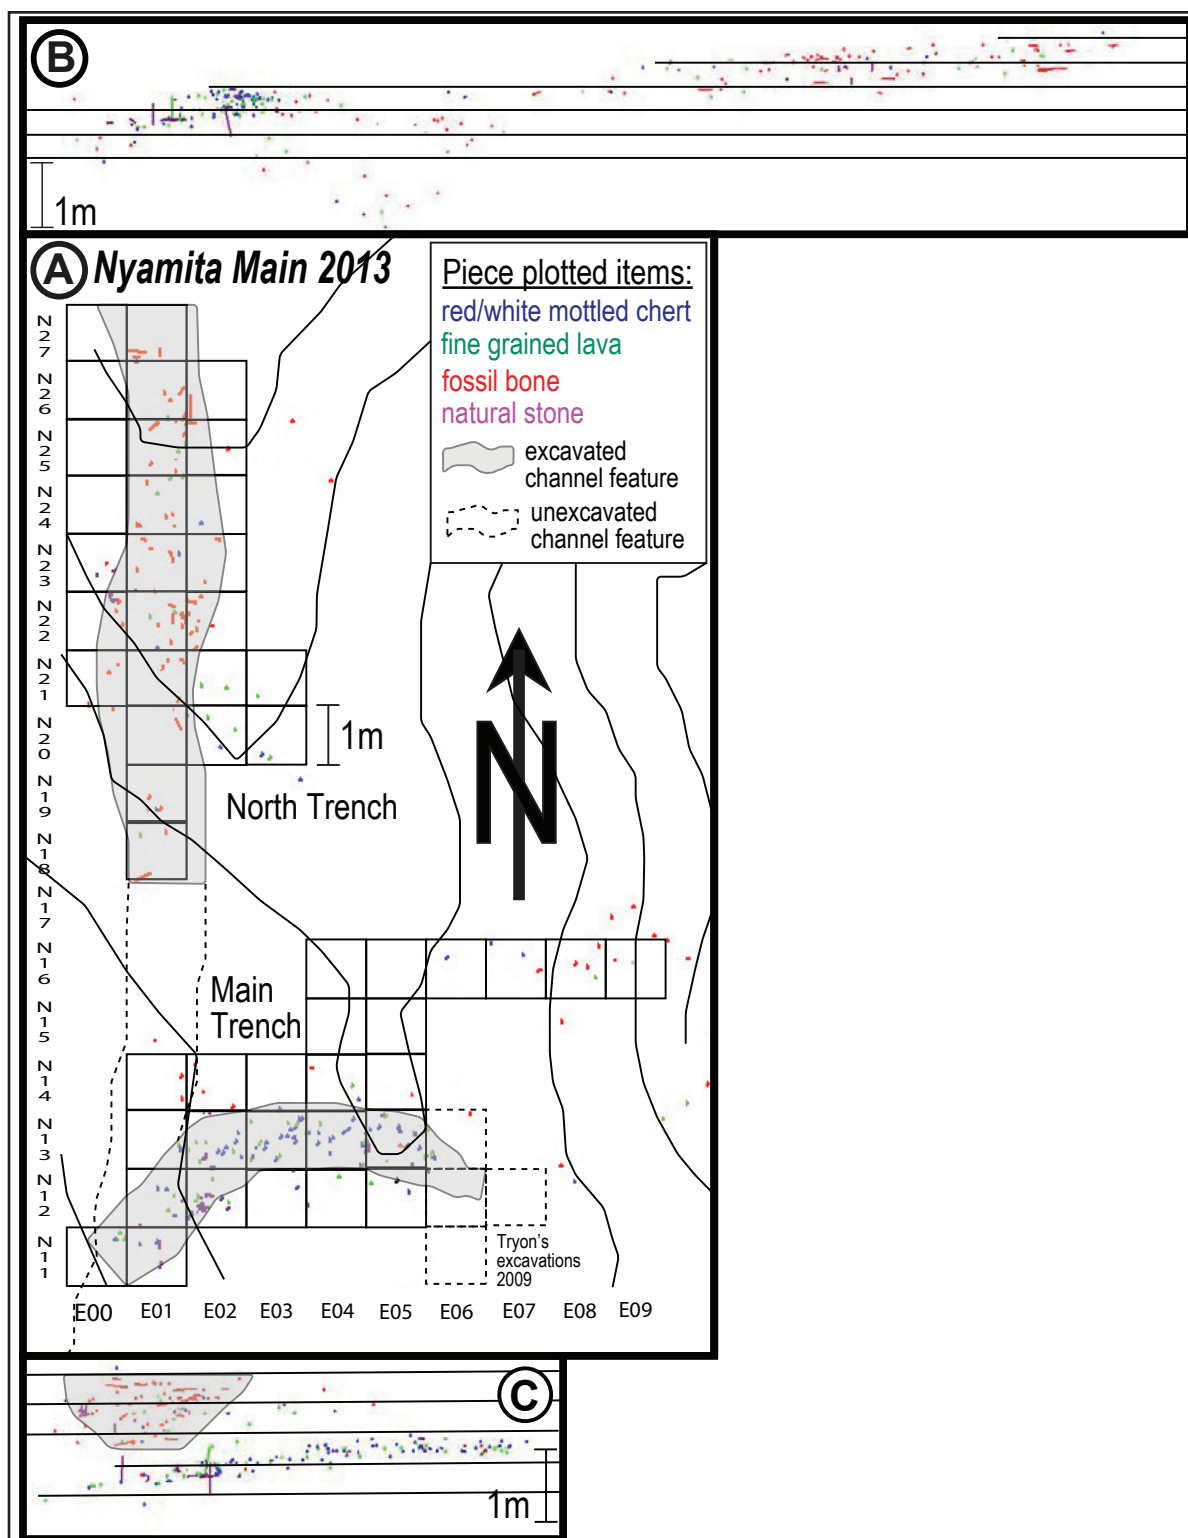 B
1m
A Nyamita Main 2013
Piece plotted items:
red/white mottled chert
fine grained lava
fossil bone
natural stone
excavated
channel feature
unexcavated
channel feature
N27
N26
N25
N24
N23
N22
N21
N20
N19
N18
N17
N16
N15
N14
N13
N12
N11
1m
North Trench
N
Main
Trench
Tryon's
excavations
2009
E00 E01 E02 E03 E04 E05 E06 E07 E08 E09
C
1m